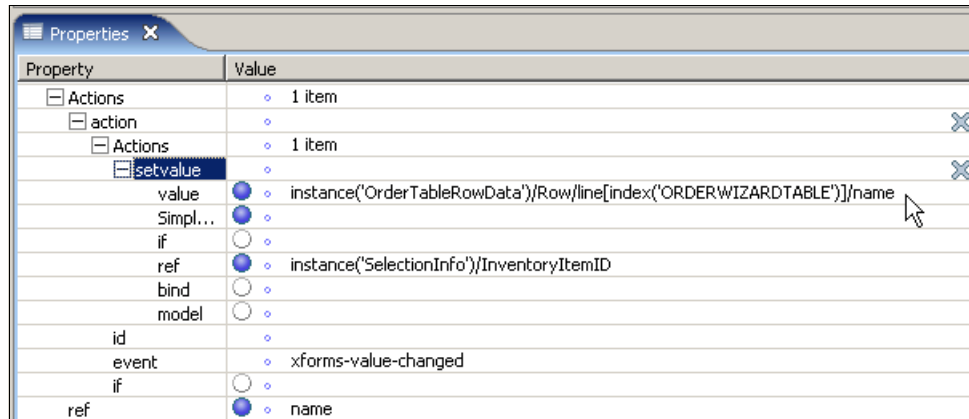 Properties
Property Value
Actions 1 item
action
Actions 1 item
setvalue
value instance('OrderTableRowData')/Row/line[index('ORDERWIZARDTABLE')]/name
Simpl...
if
ref instance('SelectionInfo')/InventoryItemID
bind
model
id
event xforms-value-changed
if
ref name